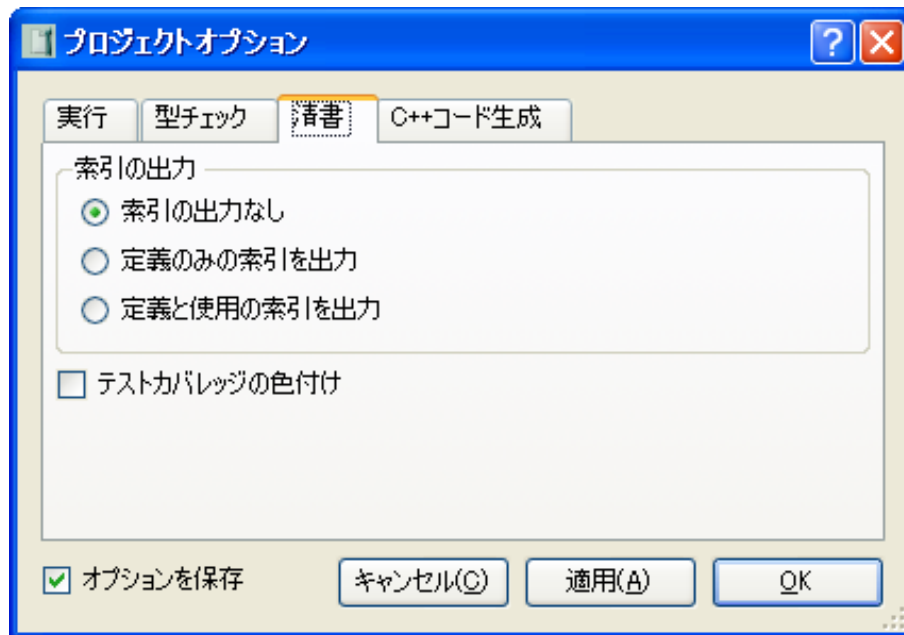 プロジェクトオプション
実行 型チェック 清書 C++コード生成
索引の出力
索引の出力なし
定義のみの索引を出力
定義と使用の索引を出力
テストカバレッジの色付け
オプションを保存 キャンセル(C) 適用(A) OK